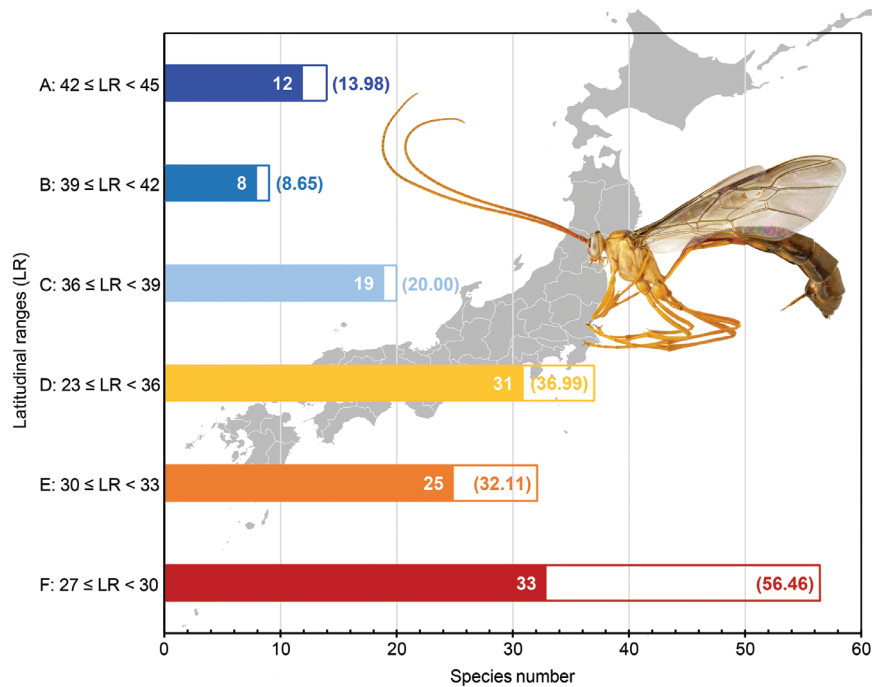 A: 42 ≤ LR < 45
12
(13.98)
B: 39 ≤ LR < 42
8
(8.65)
C: 36 ≤ LR < 39
19
(20.00)
D: 23 ≤ LR < 36
31
(36.99)
E: 30 ≤ LR < 33
25
(32.11)
F: 27 ≤ LR < 30
33
(56.46)
Latitudinal ranges (LR)
0
10
20
30
40
50
60
Species number